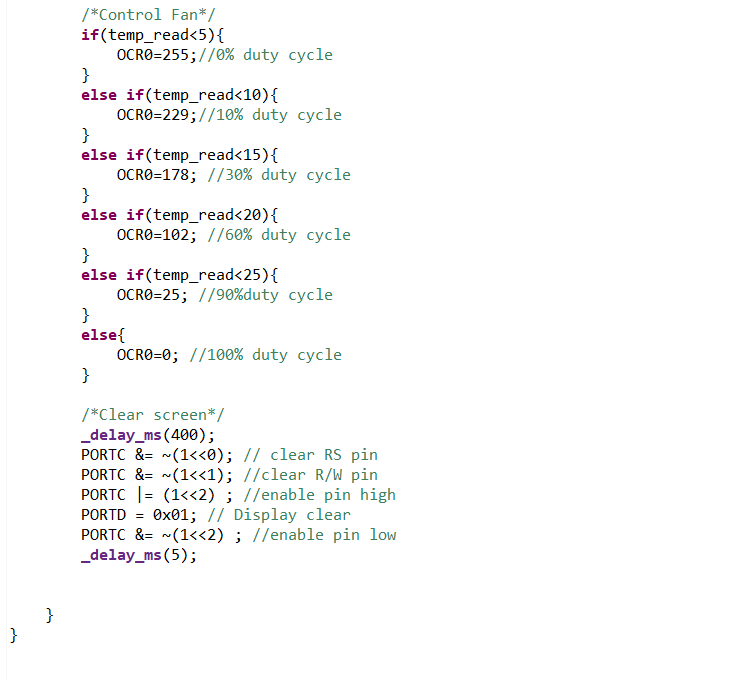 /*Control Fan*/
if(temp_read<5){
OCR0=255;//0% duty cycle
}
else if(temp_read<10){
OCR0=229;//10% duty cycle
}
else if(temp_read<15){
OCR0=178; //30% duty cycle
}
else if(temp_read<20){
OCR0=102; //60% duty cycle
}
else if(temp_read<25){
OCR0=25; //90%duty cycle
}
else{
OCR0=0; //100% duty cycle
}
/*Clear screen*/
_delay_ms(400);
PORTC &= ~(1<<0); // clear RS pin
PORTC &= ~(1<<1); //clear R/W pin
PORTC |= (1<<2) ; //enable pin high
PORTD = 0x01; // Display clear
PORTC &= ~(1<<2) ; //enable pin low
_delay_ms(5);
}
}